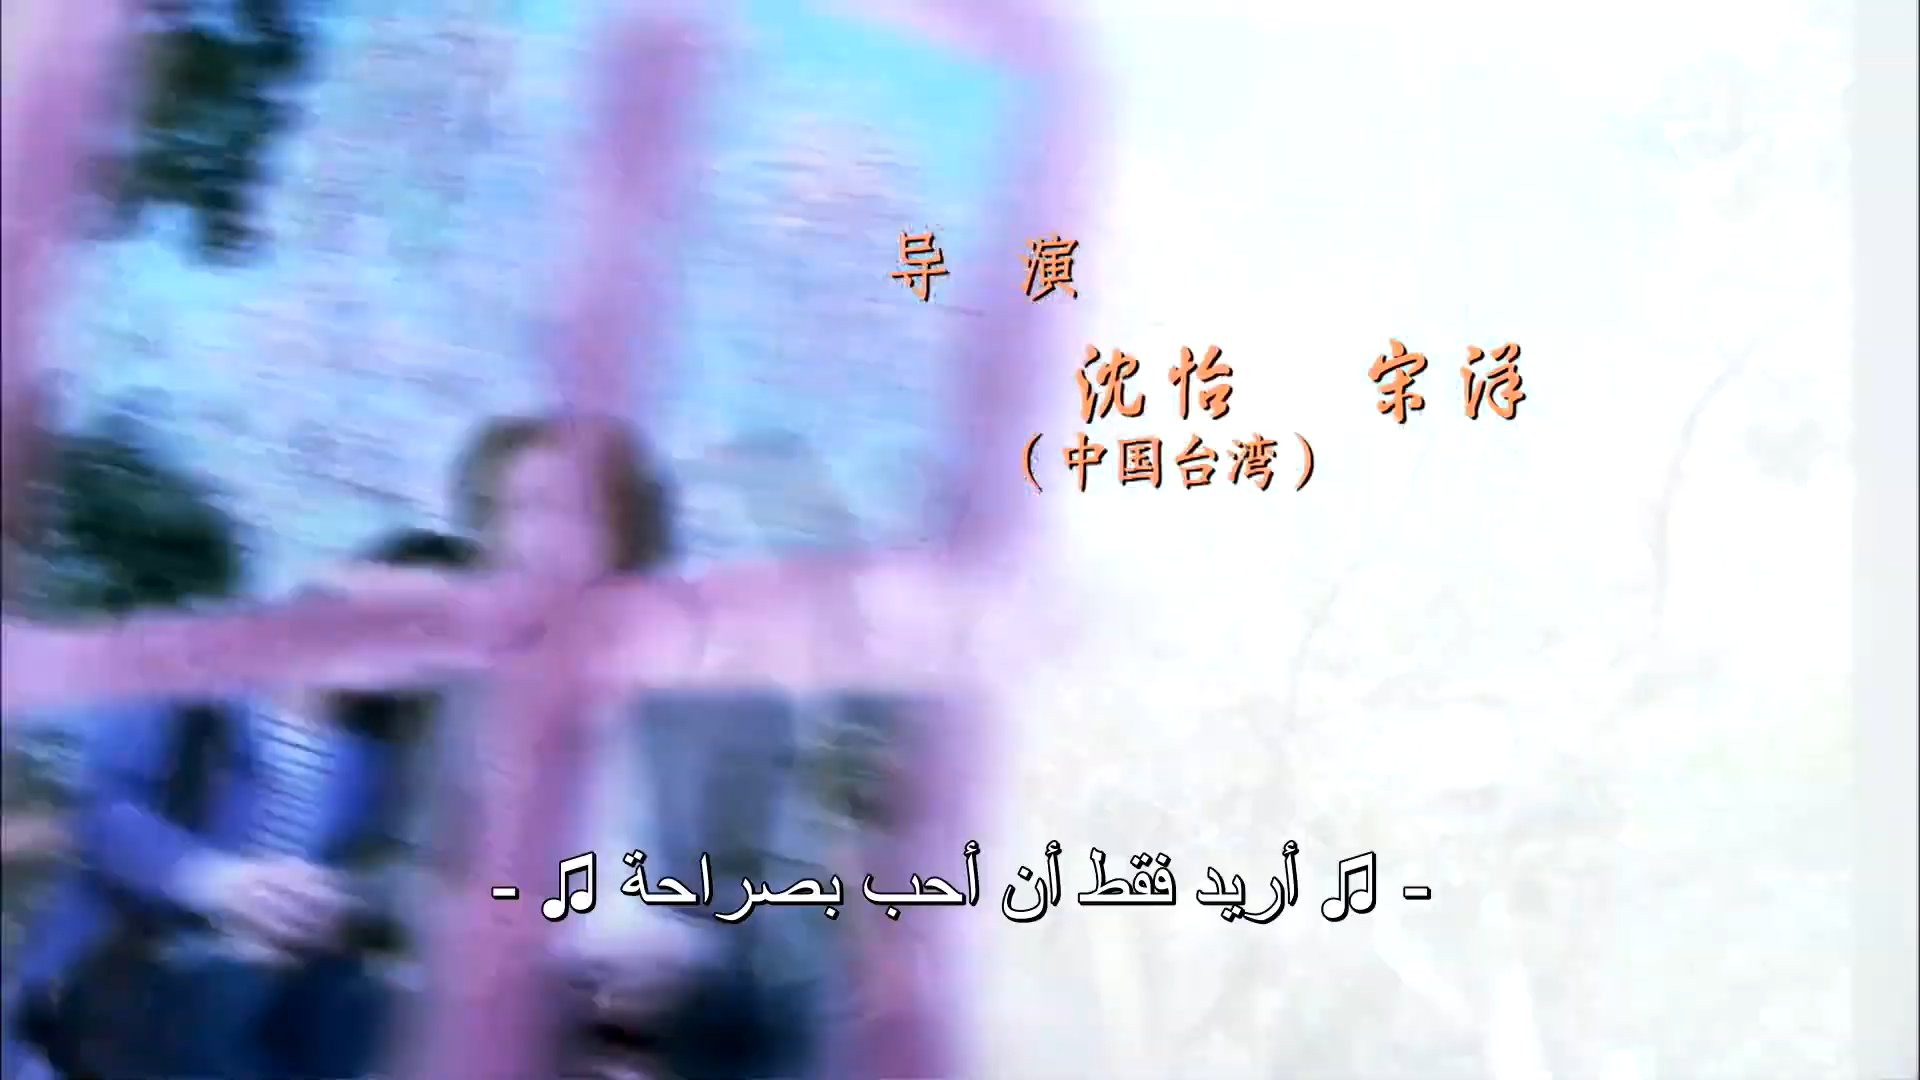 导 演
沈怡 宋洋
（中国台湾）
- ♫ أريد فقط أن أحب بصراحة ♫ -